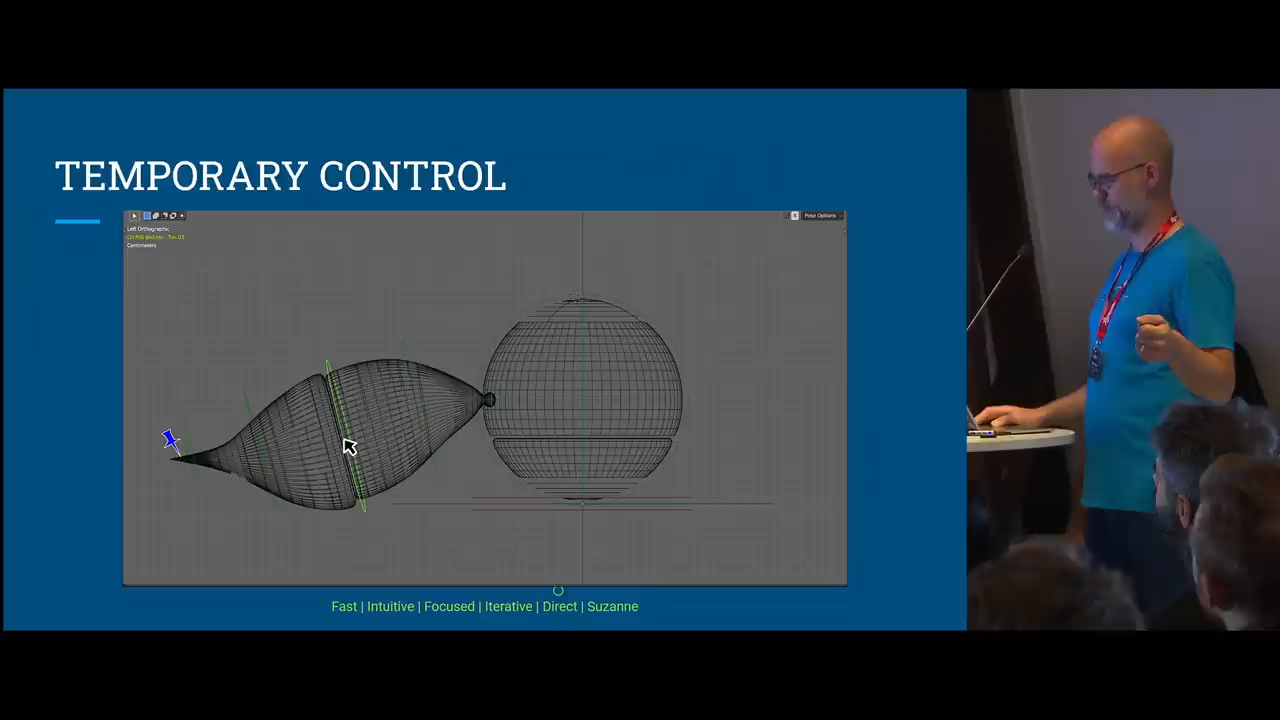 TEMPORARY CONTROL
Pose Options
Left Orthographic
Centimeters
Fast | Intuitive | Focused | Iterative | Direct | Suzanne